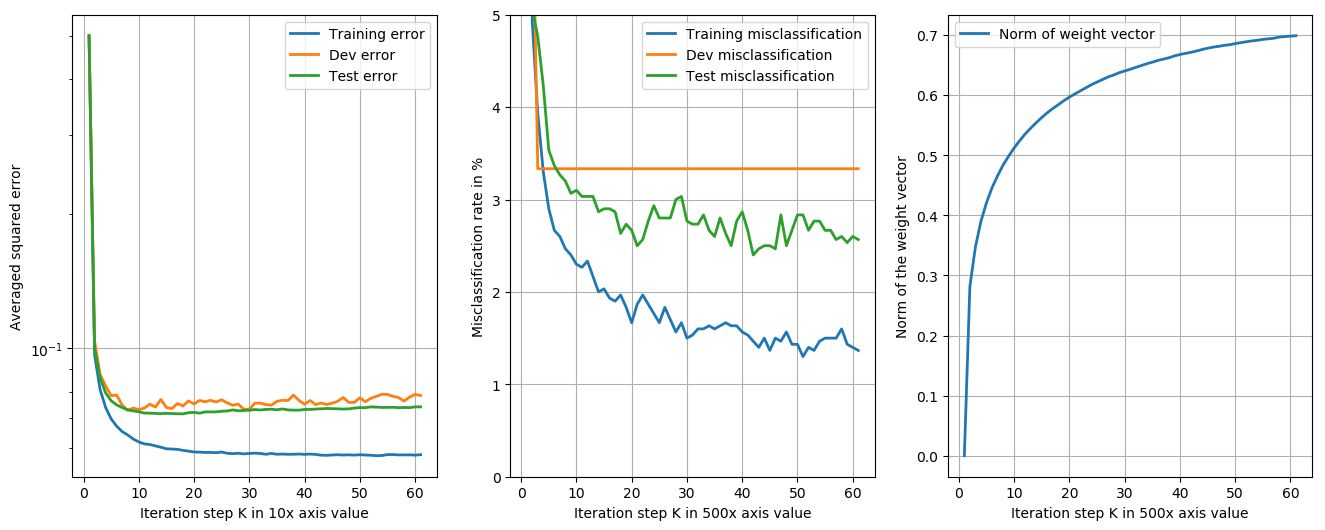 Averaged squared error
10⁻¹
Training error
Dev error
Test error
0 10 20 30 40 50 60
Iteration step K in 10x axis value
Misclassification rate in %
5
4
3
2
1
0
Training misclassification
Dev misclassification
Test misclassification
0 10 20 30 40 50 60
Iteration step K in 500x axis value
Norm of the weight vector
0.7
0.6
0.5
0.4
0.3
0.2
0.1
0.0
Norm of weight vector
0 10 20 30 40 50 60
Iteration step K in 500x axis value